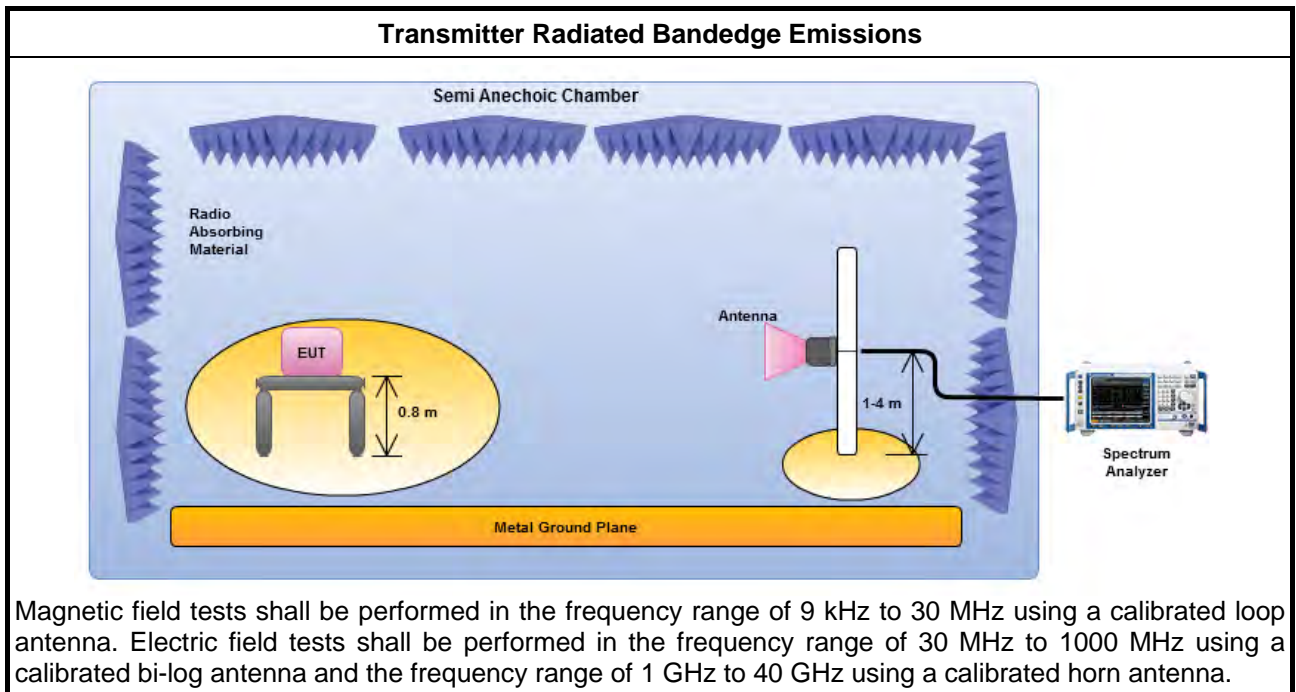 Transmitter Radiated Bandedge Emissions
Semi Anechoic Chamber
Radio
Absorbing
Material
Antenna
EUT
0.8 m
1-4 m
Spectrum
Analyzer
Metal Ground Plane
Magnetic field tests shall be performed in the frequency range of 9 kHz to 30 MHz using a calibrated loop
antenna. Electric field tests shall be performed in the frequency range of 30 MHz to 1000 MHz using a
calibrated bi-log antenna and the frequency range of 1 GHz to 40 GHz using a calibrated horn antenna.